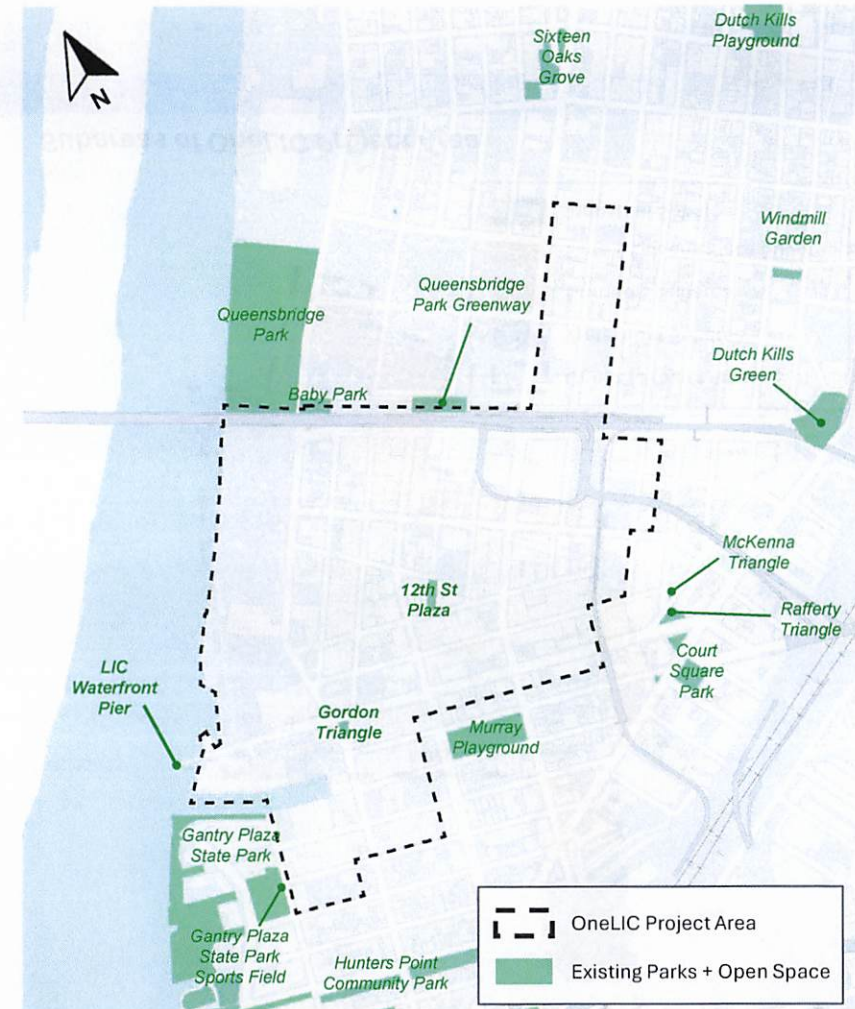 Dutch Kills
Playground
Sixteen
Oaks
Grove
N
Windmill
Garden
Queensbridge
Park Greenway
Queensbridge
Park
Dutch Kills
Green
Baby Park
McKenna
Triangle
12th St
Plaza
Rafferty
Triangle
Court
Square
Park
LIC
Waterfront
Pier
Gordon
Triangle
Murray
Playground
Gantry Plaza
State Park
OneLIC Project Area
Gantry Plaza
State Park
Sports Field
Hunters Point
Community Park
Existing Parks + Open Space